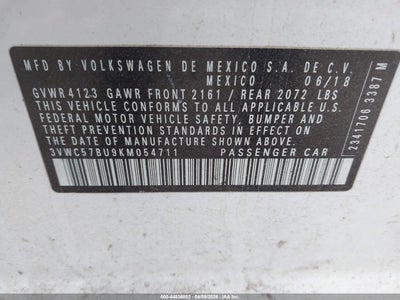 MFD BY VOLKSWAGEN DE MEXICO S.A. DE C.V.
MEXICO 06/18
GVWR 4123 GAWR FRONT 2161 / REAR 2072 LBS
THIS VEHICLE CONFORMS TO ALL APPLICABLE U.S.
FEDERAL MOTOR VEHICLE SAFETY, BUMPER AND
THEFT PREVENTION STANDARDS IN EFFECT ON THE
DATE OF MANUFACTURE SHOWN ABOVE.
3VWC57BU9KM054711 PASSENGER CAR
2341706 3387 M